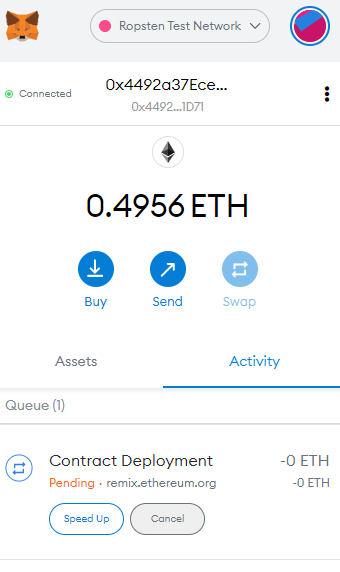 Ropsten Test Network
Connected
0x4492a37Ece...
0x4492...1D71
0.4956 ETH
Buy
Send
Swap
Assets
Activity
Queue (1)
Contract Deployment
-0 ETH
Pending · remix.ethereum.org
-0 ETH
Speed Up
Cancel